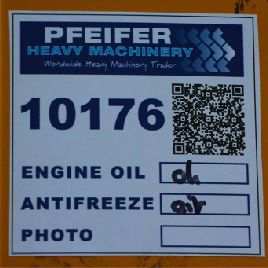 PFEIFER
HEAVY MACHINERY
Worldwide Heavy Machinery Trader
10176
ENGINE OIL ok
ANTIFREEZE
PHOTO